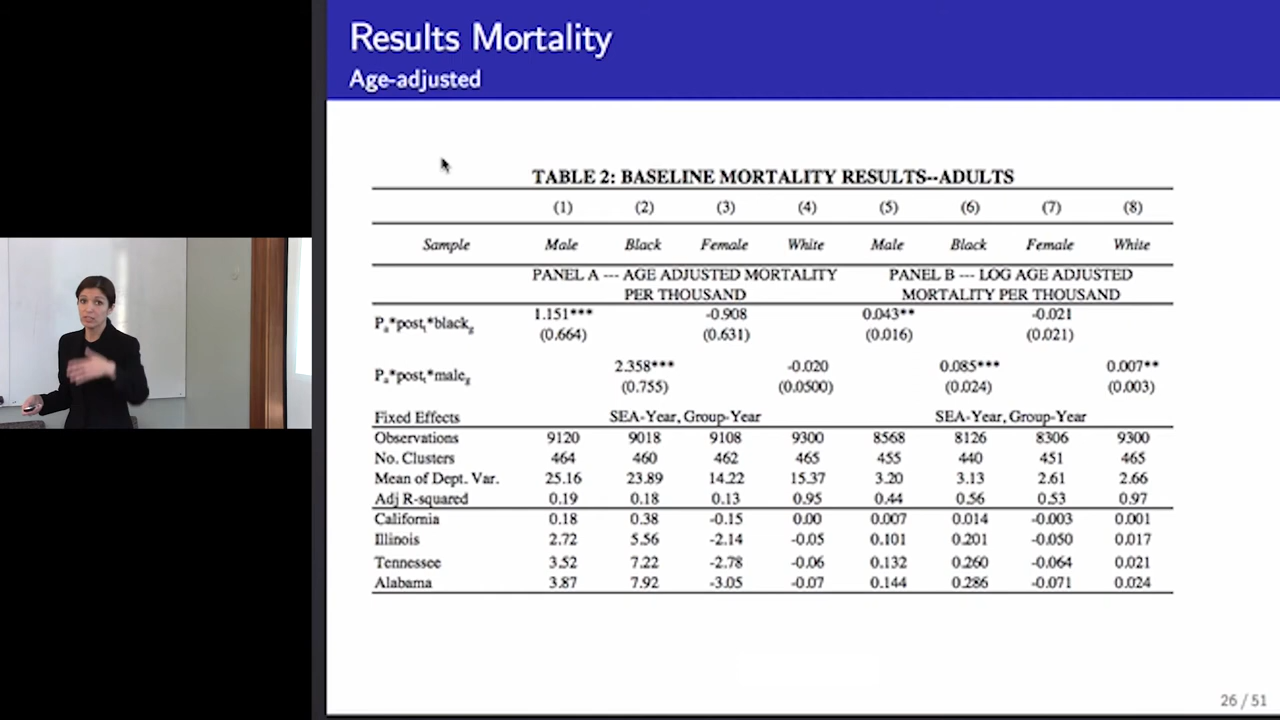 Results Mortality
Age-adjusted
TABLE 2: BASELINE MORTALITY RESULTS--ADULTS
(1) (2) (3) (4) (5) (6) (7) (8)
Sample Male Black Female White Male Black Female White
PANEL A --- AGE ADJUSTED MORTALITY PER THOUSAND PANEL B --- LOG AGE ADJUSTED MORTALITY PER THOUSAND
Pₐ*postₜ*black_g 1.151*** -0.908 0.043** -0.021
(0.664) (0.631) (0.016) (0.021)
Pₐ*postₜ*male_g 2.358*** -0.020 0.085*** 0.007**
(0.755) (0.0500) (0.024) (0.003)
Fixed Effects SEA-Year, Group-Year SEA-Year, Group-Year
Observations 9120 9018 9108 9300 8568 8126 8306 9300
No. Clusters 464 460 462 465 455 440 451 465
Mean of Dept. Var. 25.16 23.89 14.22 15.37 3.20 3.13 2.61 2.66
Adj R-squared 0.19 0.18 0.13 0.95 0.44 0.56 0.53 0.97
California 0.18 0.38 -0.15 0.00 0.007 0.014 -0.003 0.001
Illinois 2.72 5.56 -2.14 -0.05 0.101 0.201 -0.050 0.017
Tennessee 3.52 7.22 -2.78 -0.06 0.132 0.260 -0.064 0.021
Alabama 3.87 7.92 -3.05 -0.07 0.144 0.286 -0.071 0.024
26 / 51